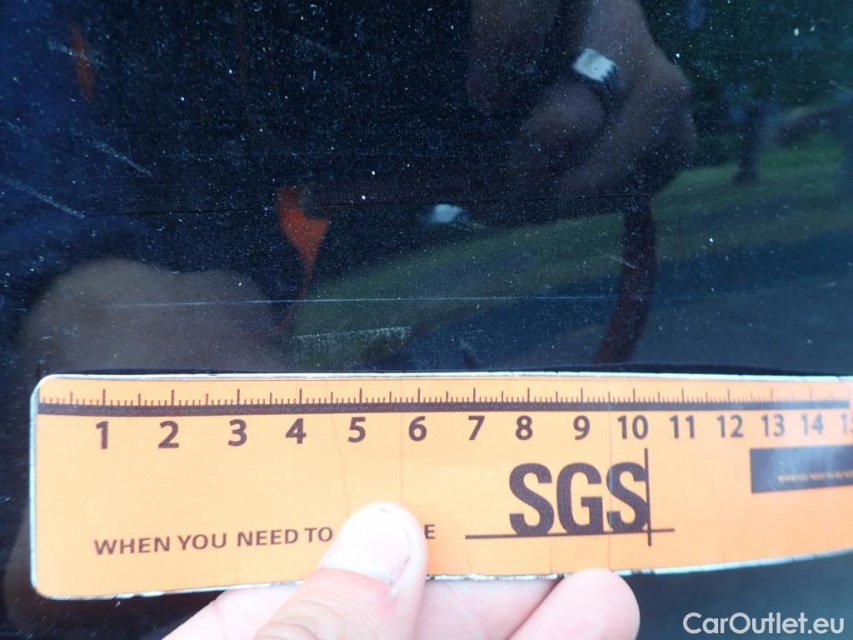 1 2 3 4 5 6 7 8 9 10 11 12 13 14
SGS
WHEN YOU NEED TO
CarOutlet.eu